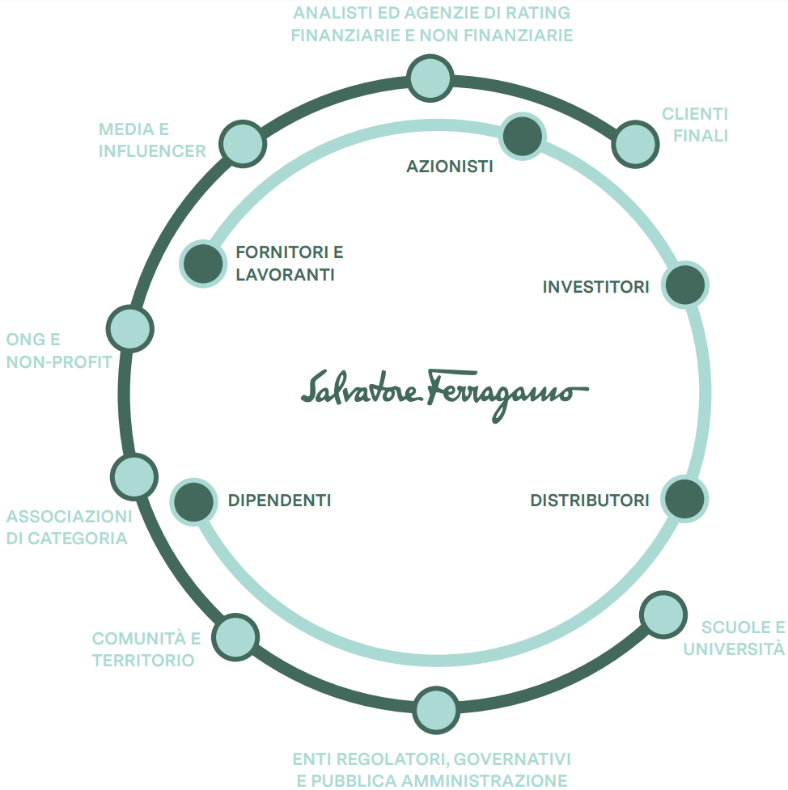 ANALISTI ED AGENZIE DI RATING
FINANZIARIE E NON FINANZIARIE
CLIENTI
FINALI
MEDIA E
INFLUENCER
AZIONISTI
FORNITORI E
LAVORANTI
INVESTITORI
ONG E
NON-PROFIT
Salvatore Ferragamo
DIPENDENTI
DISTRIBUTORI
ASSOCIAZIONI
DI CATEGORIA
COMUNITÀ E
TERRITORIO
SCUOLE E
UNIVERSITÀ
ENTI REGOLATORI, GOVERNATIVI
E PUBBLICA AMMINISTRAZIONE